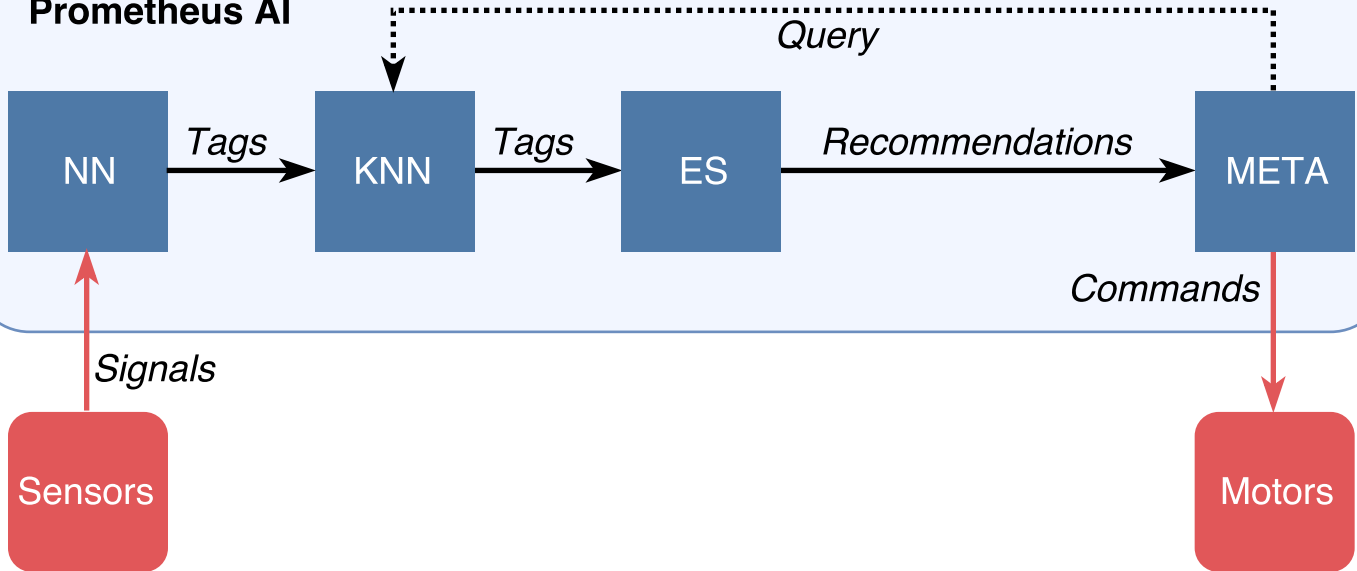 Prometheus AI
Query
Tags
Tags
Recommendations
NN
KNN
ES
META
Commands
Signals
Sensors
Motors